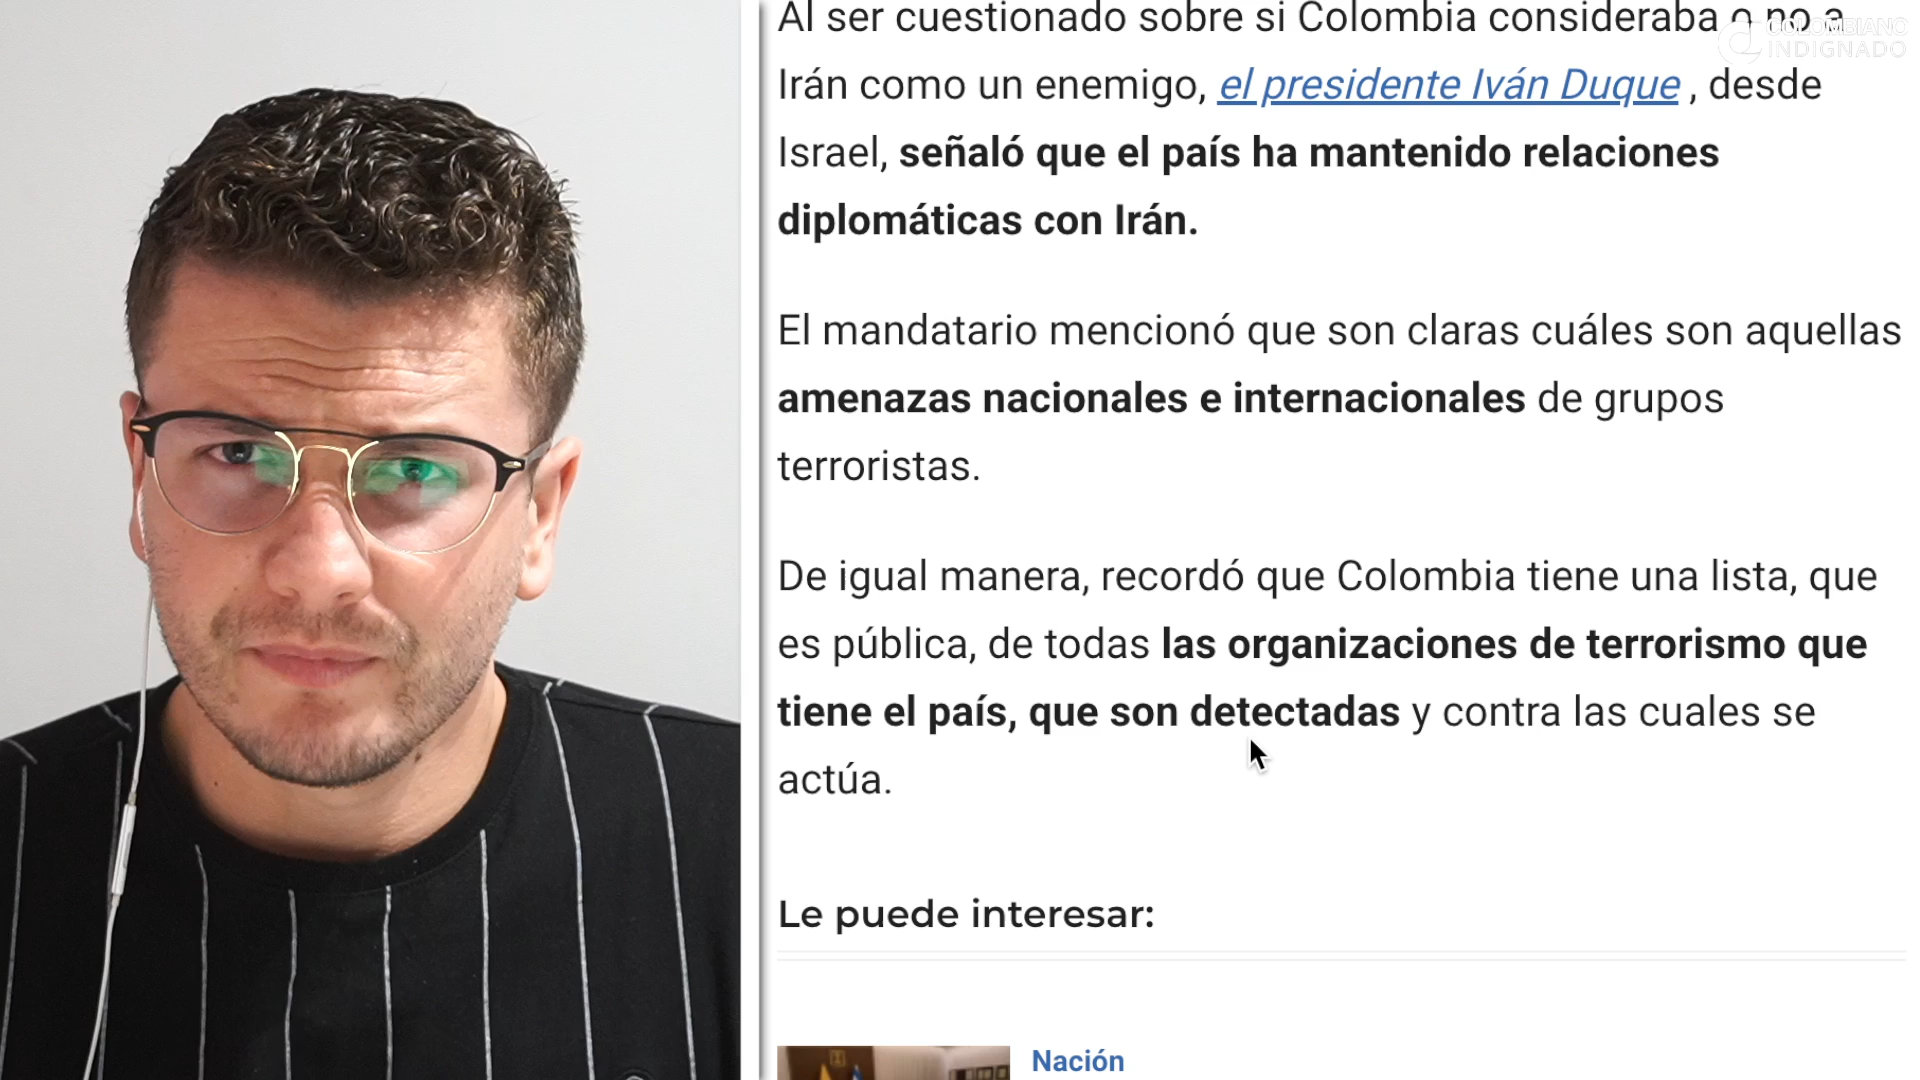 Al ser cuestionado sobre si Colombia consideraba o no a
COLOMBIANO
INDIGNADO
Irán como un enemigo, el presidente Iván Duque , desde
Israel, señaló que el país ha mantenido relaciones
diplomáticas con Irán.
El mandatario mencionó que son claras cuáles son aquellas
amenazas nacionales e internacionales de grupos
terroristas.
De igual manera, recordó que Colombia tiene una lista, que
es pública, de todas las organizaciones de terrorismo que
tiene el país, que son detectadas y contra las cuales se
actúa.
Le puede interesar:
Nación